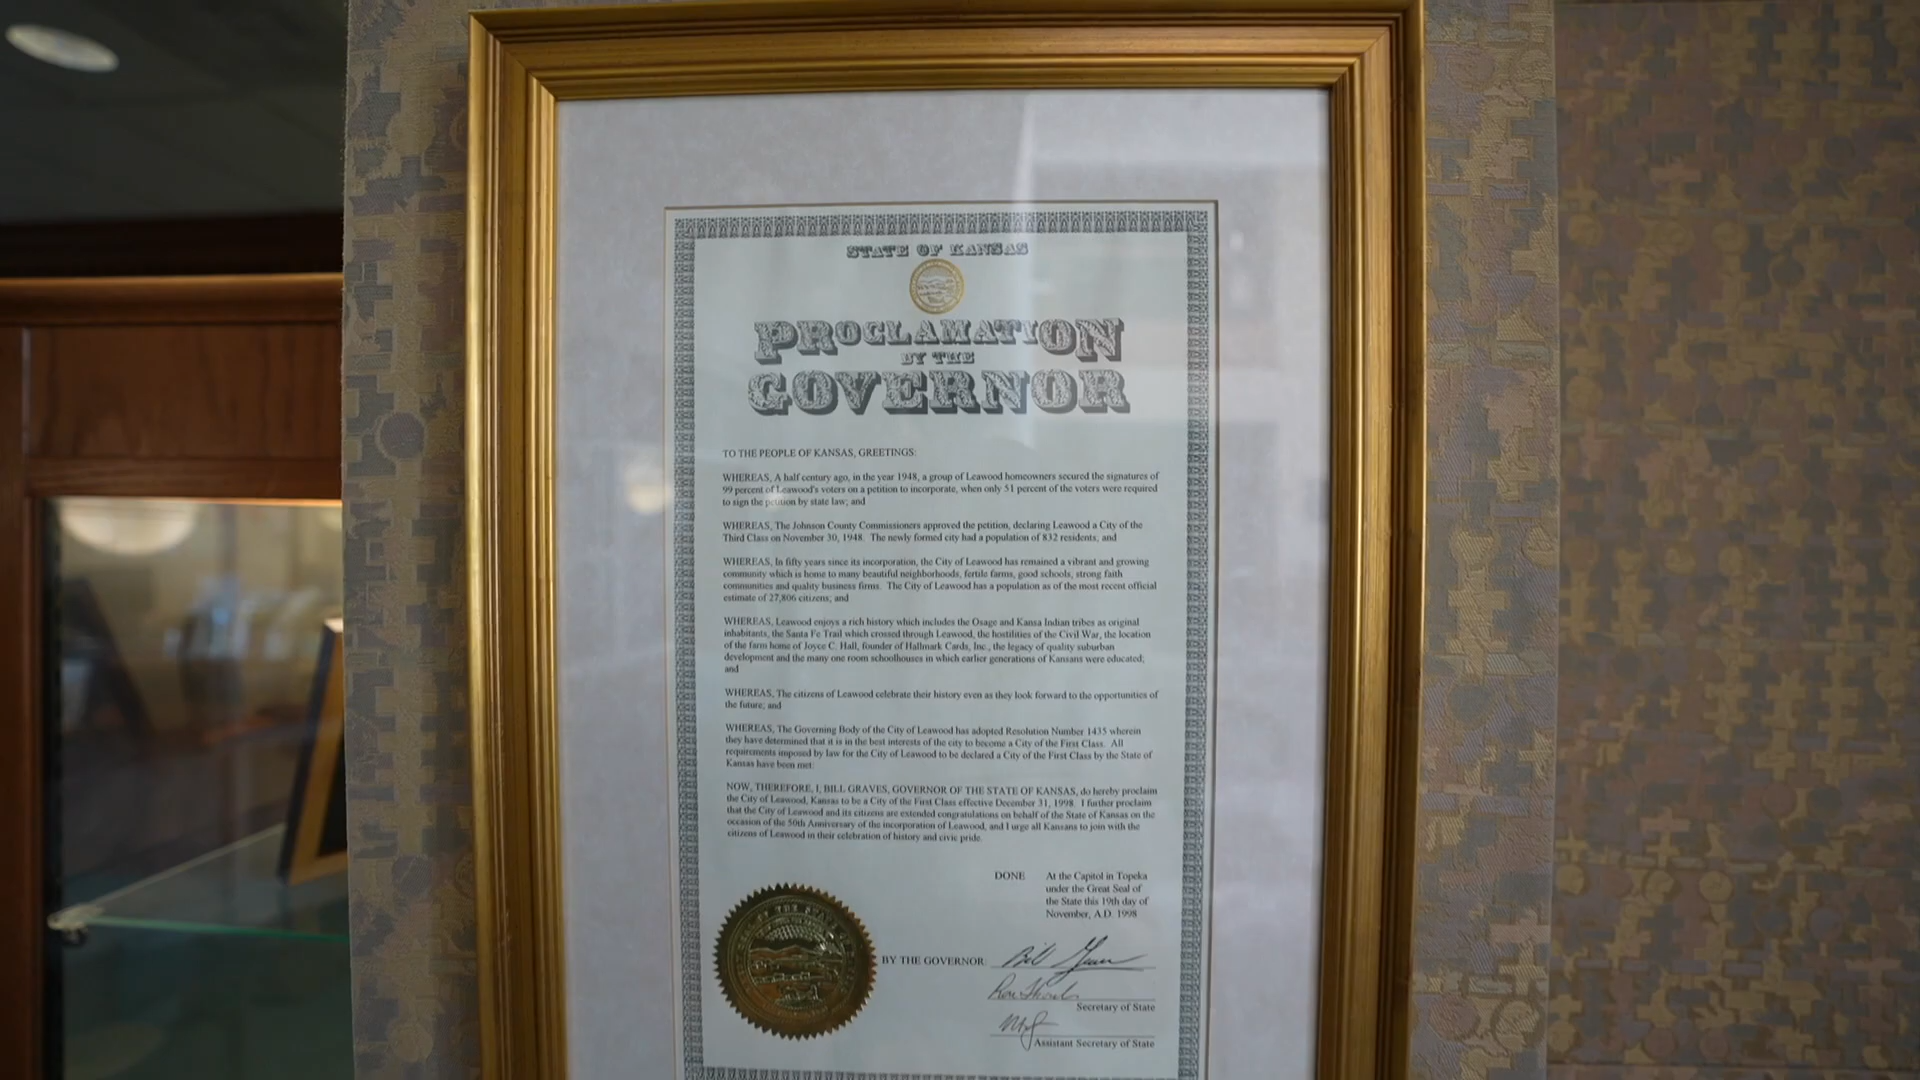 STATE OF KANSAS
PROCLAMATION
BY THE
GOVERNOR
TO THE PEOPLE OF KANSAS, GREETINGS:
WHEREAS, A half century ago, in the year 1948, a group of Leawood homeowners secured the signatures of
99 percent of Leawood's voters on a petition to incorporate, when only 51 percent of the voters were required
to sign the petition by state law; and
WHEREAS, The Johnson County Commissioners approved the petition, declaring Leawood a City of the
Third Class on November 30, 1948. The newly formed city had a population of 832 residents; and
WHEREAS, In fifty years since its incorporation, the City of Leawood has remained a vibrant and growing
community which is home to many beautiful neighborhoods, fertile farms, good schools, strong faith
communities and quality business firms. The City of Leawood has a population as of the most recent official
estimate of 27,806 citizens; and
WHEREAS, Leawood enjoys a rich history which includes the Osage and Kansa Indian tribes as original
inhabitants, the Santa Fe Trail which crossed through Leawood, the hostilities of the Civil War, the location
of the farm home of Joyce C. Hall, founder of Hallmark Cards, Inc., the legacy of quality suburban
development and the many one room schoolhouses in which earlier generations of Kansans were educated;
and
WHEREAS, The citizens of Leawood celebrate their history even as they look forward to the opportunities of
the future; and
WHEREAS, The Governing Body of the City of Leawood has adopted Resolution Number 1435 wherein
they have determined that it is in the best interests of the city to become a City of the First Class. All
requirements imposed by law for the City of Leawood to be declared a City of the First Class by the State of
Kansas have been met:
NOW, THEREFORE, I, BILL GRAVES, GOVERNOR OF THE STATE OF KANSAS, do hereby proclaim
the City of Leawood, Kansas to be a City of the First Class effective December 31, 1998. I further proclaim
that the City of Leawood and its citizens are extended congratulations on behalf of the State of Kansas on the
occasion of the 50th Anniversary of the incorporation of Leawood, and I urge all Kansans to join with the
citizens of Leawood in their celebration of history and civic pride.
DONE At the Capitol in Topeka
under the Great Seal of
the State this 19th day of
November, A.D. 1998
BY THE GOVERNOR: Bill Graves
Secretary of State
Assistant Secretary of State